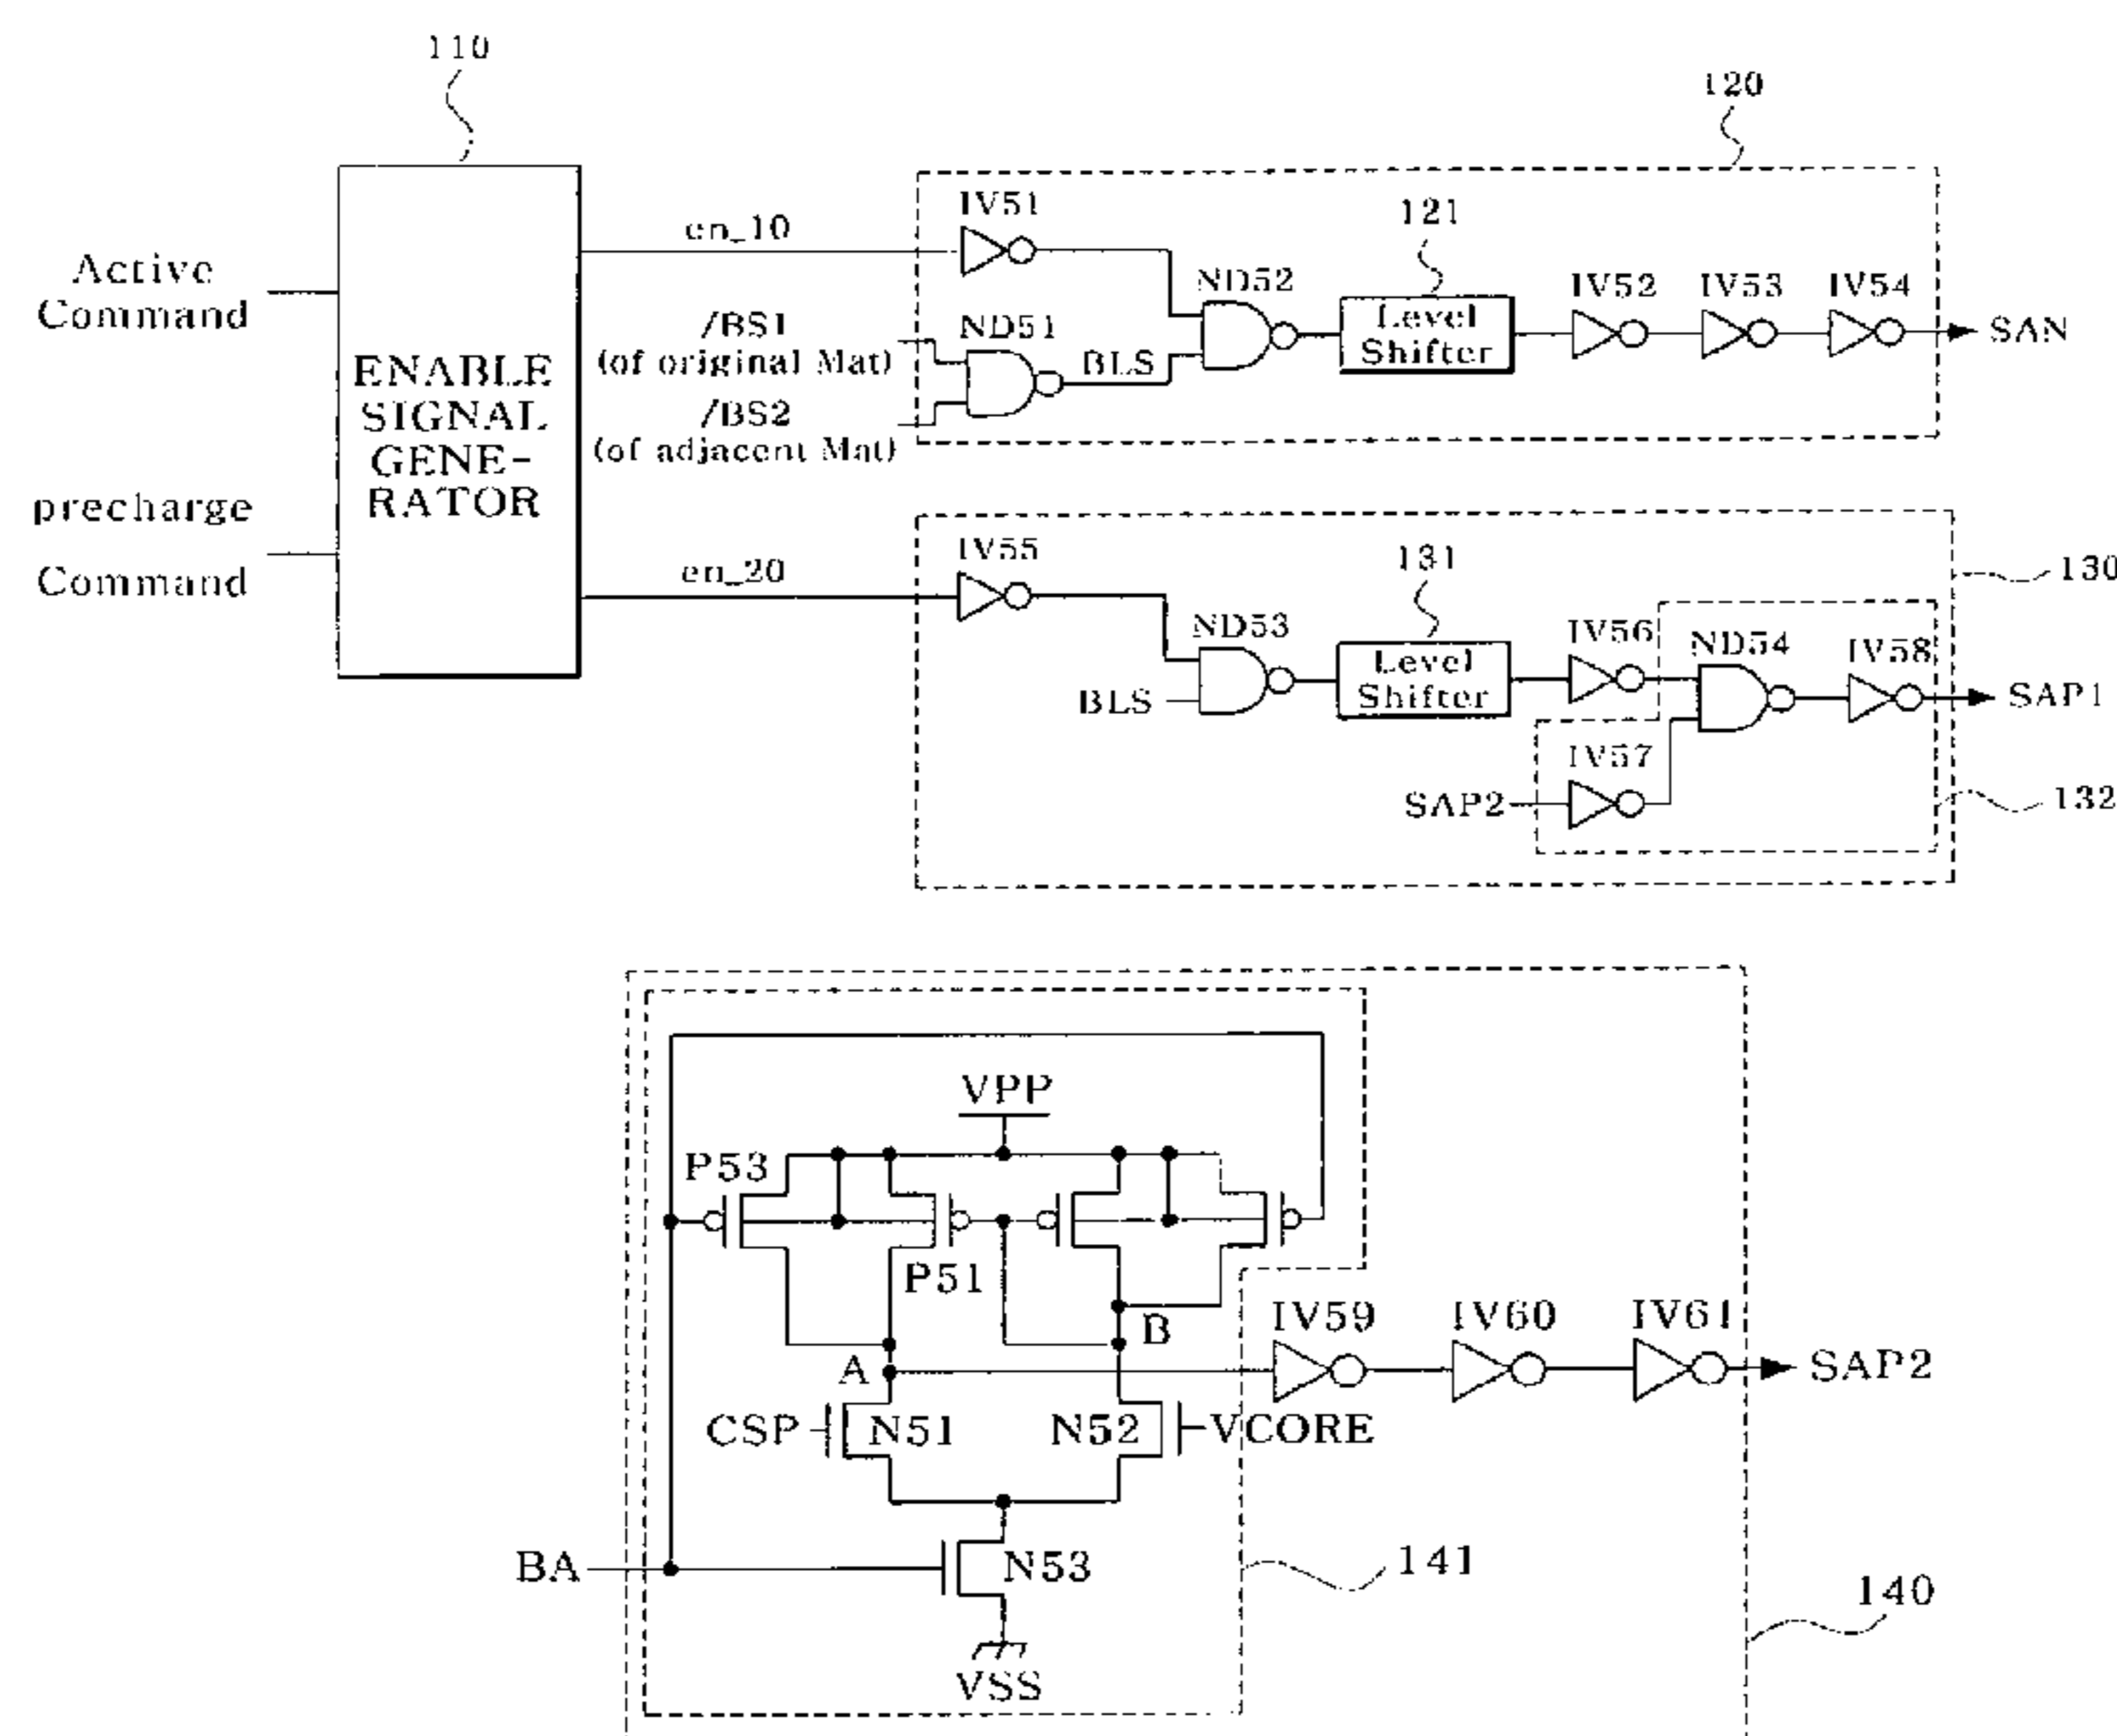 110
120
Active
Command
precharge
Command
ENABLE
SIGNAL
GENE-
RATOR
en_10
en_20
IV51
/BS1
(of original Mat)
/BS2
(of adjacent Mat)
ND51
BLS
ND52
121
Level
Shifter
IV52
IV53
IV54
SAN
IV55
ND53
BLS
131
Level
Shifter
IV56
ND54
IV58
SAP1
130
IV57
SAP2
132
VPP
P53
P51
A
B
CSP
N51
N52
VCORE
BA
N53
VSS
141
IV59
IV60
IV61
SAP2
140